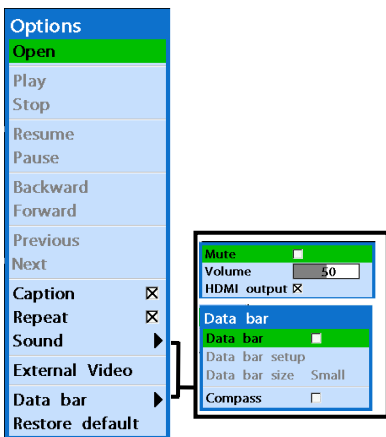 Options
Open
Play
Stop
Resume
Pause
Backward
Forward
Previous
Next
Caption
Repeat
Sound
External Video
Data bar
Restore default
Mute
Volume 50
HDMI output
Data bar
Data bar
Data bar setup
Data bar size Small
Compass